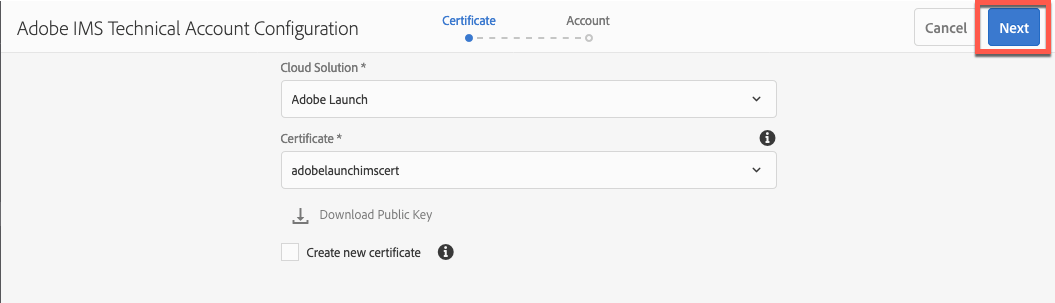 Adobe IMS Technical Account Configuration
Certificate
Account
Cancel
Next
Cloud Solution *
Adobe Launch
Certificate *
adobelaunchimscert
Download Public Key
Create new certificate